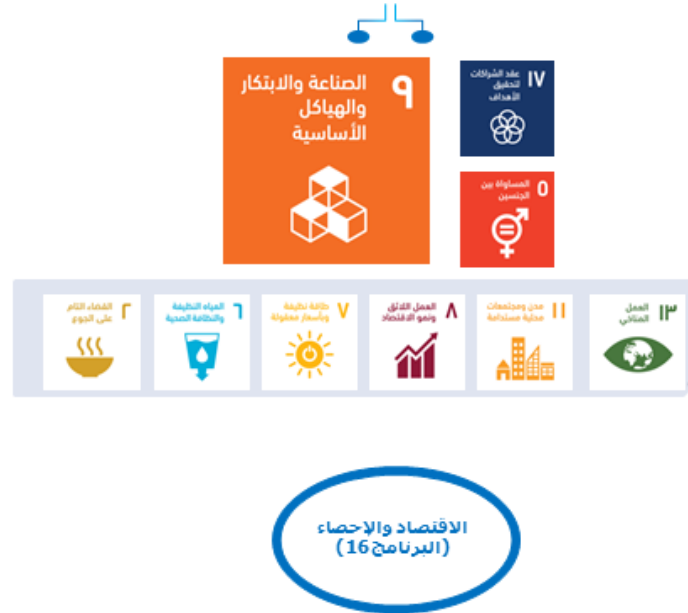 ٩
الصناعة والابتكار
والهياكل
الأساسية
١٧
عقد الشراكات
لتحقيق
الأهداف
٥
المساواة بين
الجنسين
١٣
العمل
المناخي
١١
مدن ومجتمعات
محلية مستدامة
٨
العمل اللائق
ونمو الاقتصاد
٧
طاقة نظيفة
وبأسعار معقولة
٦
المياه النظيفة
والنظافة الصحية
٢
القضاء التام
على الجوع
الاقتصاد والإحصاء
(البرنامج 16)